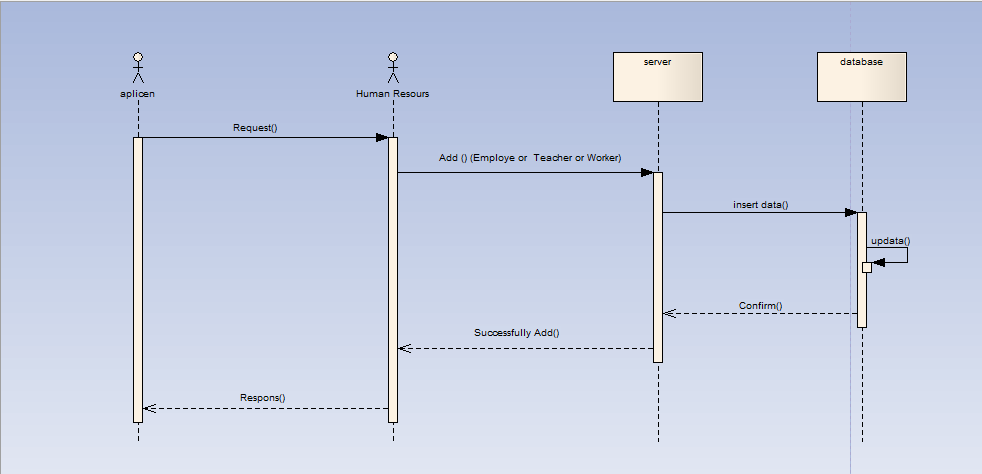 server
database
aplicen
Human Resours
Request()
Add () (Employe or  Teacher or Worker)
insert data()
updata()
Confirm()
Successfully Add()
Respons()